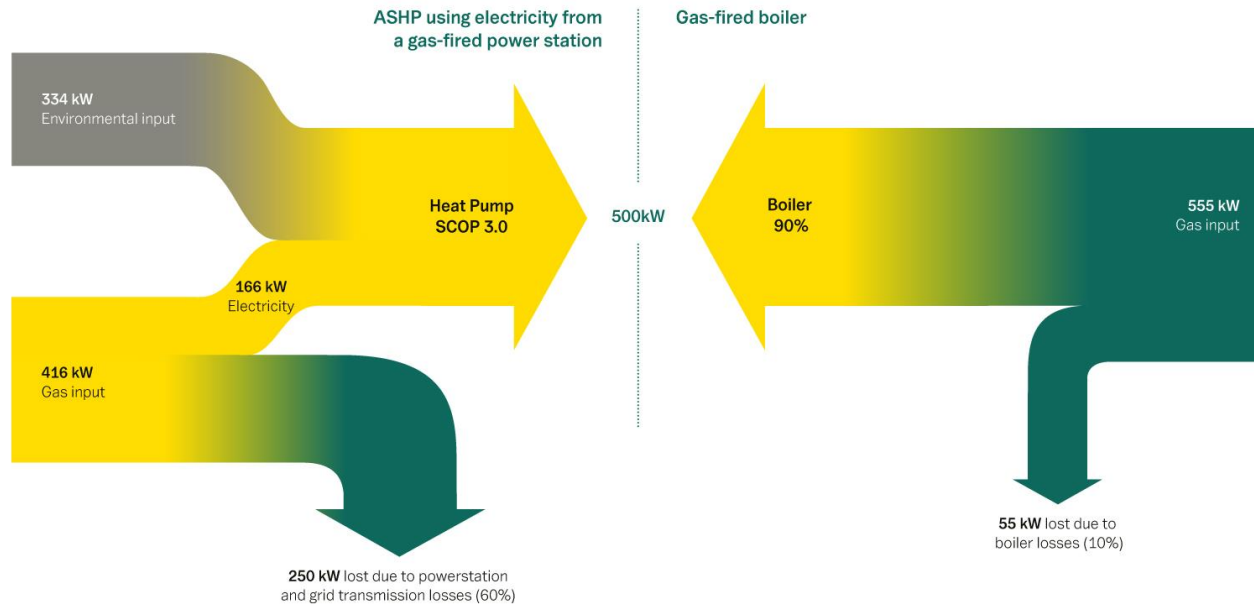 ASHP using electricity from
a gas-fired power station
Gas-fired boiler
334 kW
Environmental input
Heat Pump
SCOP 3.0
500kW
Boiler
90%
555 kW
Gas input
166 kW
Electricity
416 kW
Gas input
55 kW lost due to
boiler losses (10%)
250 kW lost due to powerstation
and grid transmission losses (60%)